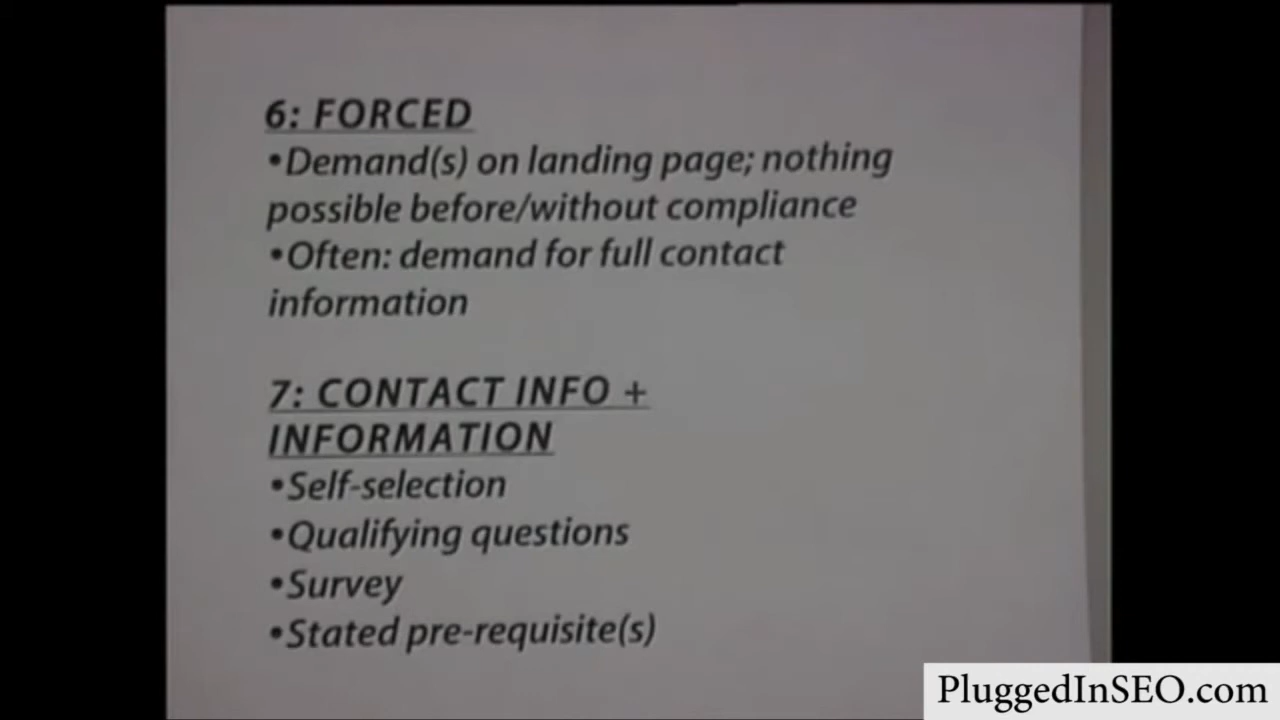 6: FORCED
•Demand(s) on landing page; nothing
possible before/without compliance
•Often: demand for full contact
information
7: CONTACT INFO +
INFORMATION
•Self-selection
•Qualifying questions
•Survey
•Stated pre-requisite(s)
PluggedInSEO.com